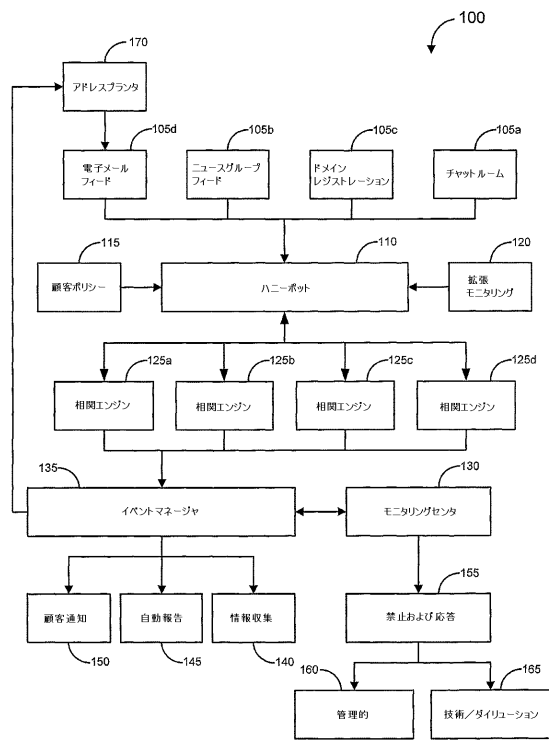 100
170
アドレスプランタ
105d
105b
105c
105a
電子メール
フィード
ニュースグループ
フィード
ドメイン
レジストレーション
チャットルーム
115
110
120
顧客ポリシー
ハニーポット
拡張
モニタリング
125a
125b
125c
125d
相関エンジン
相関エンジン
相関エンジン
相関エンジン
135
130
イベントマネージャ
モニタリングセンタ
155
顧客通知
自動報告
情報収集
禁止および応答
150
145
140
160
165
管理的
技術／ダイリューション